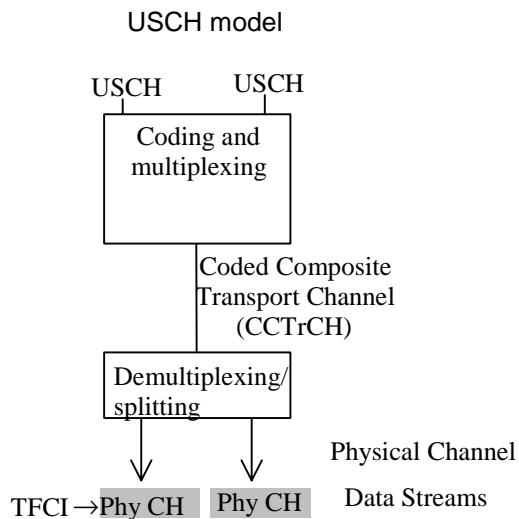 USCH model
USCH USCH
Coding and
multiplexing
Coded Composite
Transport Channel
(CCTrCH)
Demultiplexing/
splitting
Physical Channel
Data Streams
TFCI → Phy CH Phy CH